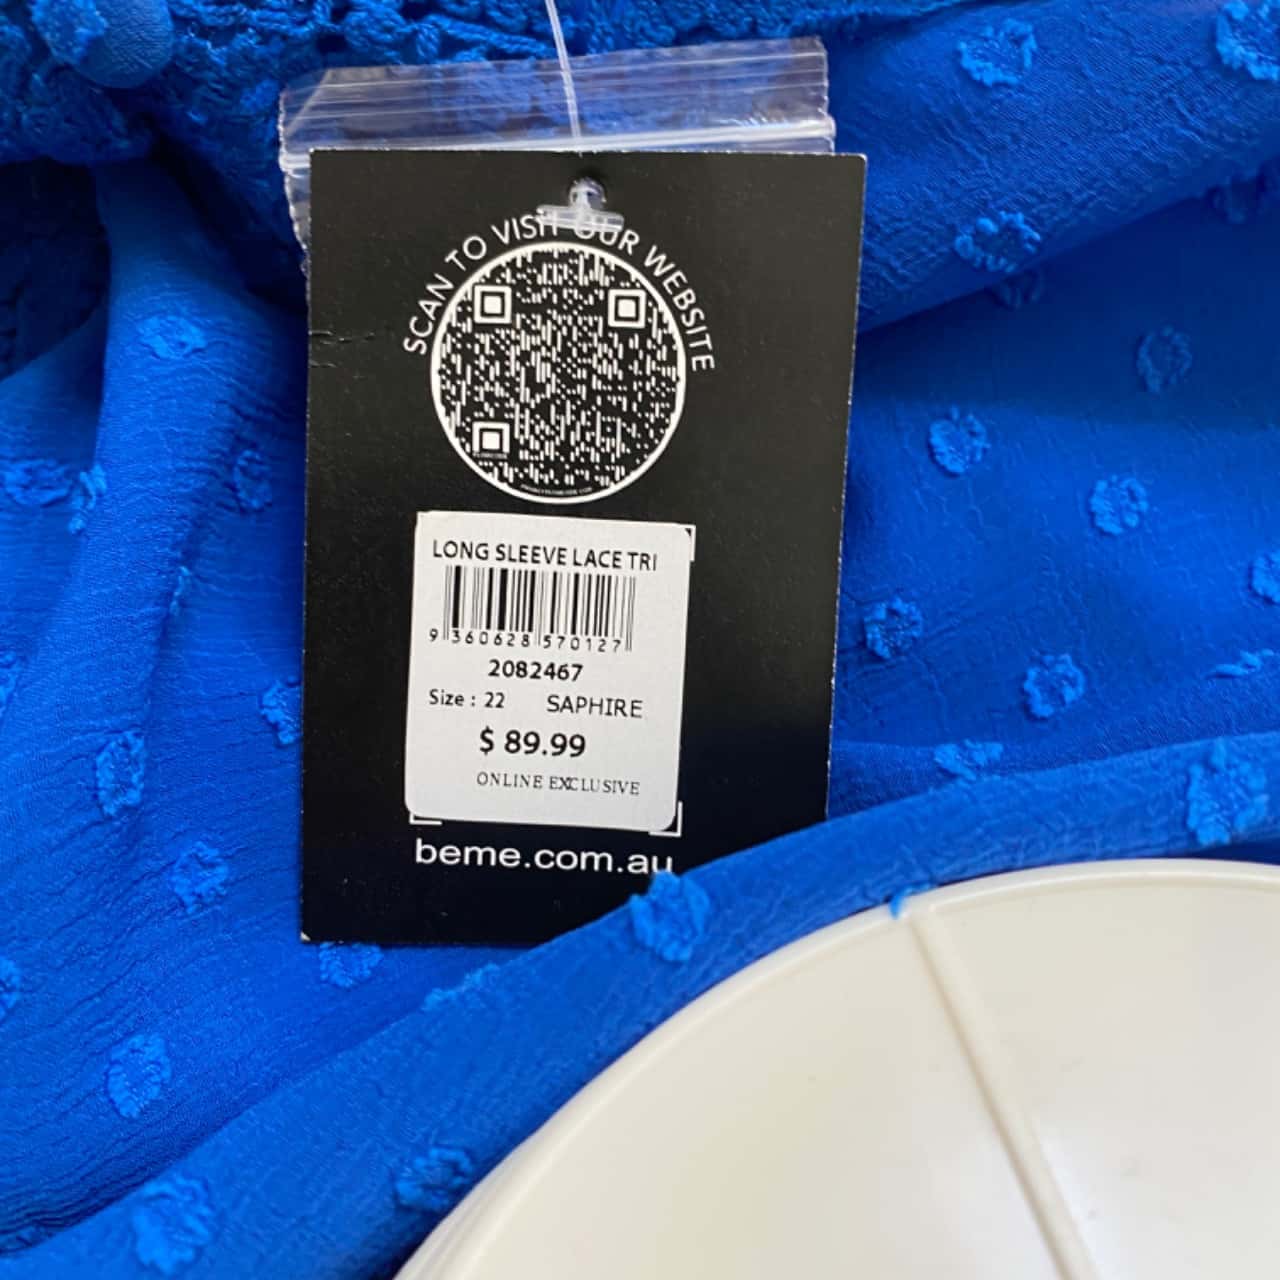 SCAN TO VISIT OUR WEBSITE
LONG SLEEVE LACE TRI
9 360628 570127
2082467
Size : 22 SAPHIRE
$ 89.99
ONLINE EXCLUSIVE
beme.com.au